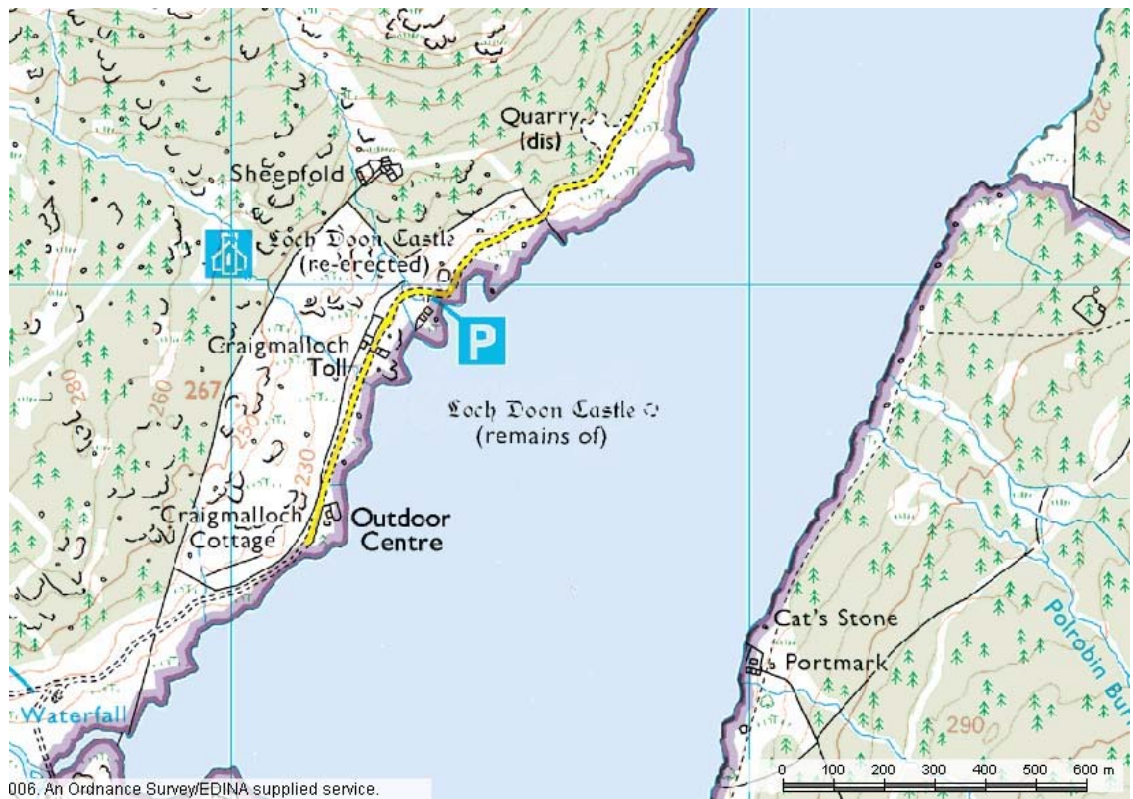 Quarry
(dis)
220
Sheepfold
Loch Doon Castle
(re-erected)
P
Craigmalloch
Toll
280
260
267
250
230
Loch Doon Castle
(remains of)
Craigmalloch
Cottage
Outdoor
Centre
Cat's Stone
Portmark
Polrobin Burn
290
Waterfall
0 100 200 300 400 500 600 m
006. An Ordnance Survey/EDINA supplied service.